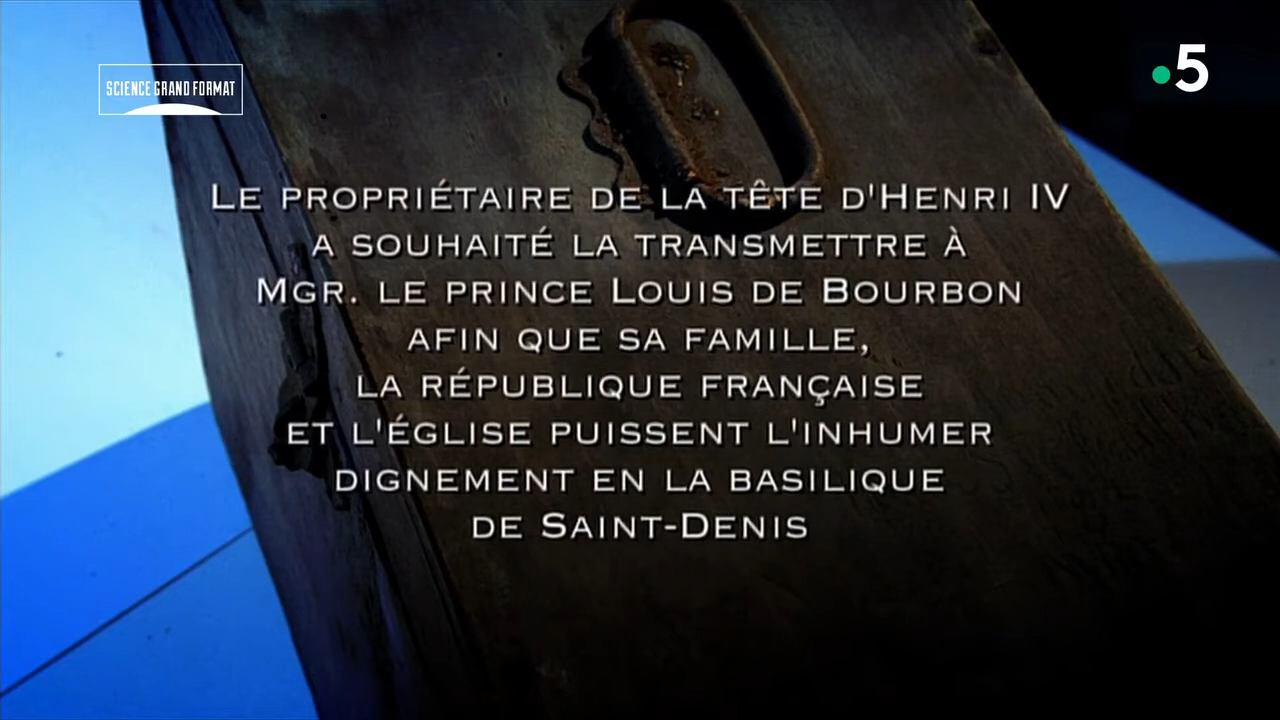 SCIENCE GRAND FORMAT
5
LE PROPRIÉTAIRE DE LA TÊTE D'HENRI IV
A SOUHAITÉ LA TRANSMETTRE À
MGR. LE PRINCE LOUIS DE BOURBON
AFIN QUE SA FAMILLE,
LA RÉPUBLIQUE FRANÇAISE
ET L'ÉGLISE PUISSENT L'INHUMER
DIGNEMENT EN LA BASILIQUE
DE SAINT-DENIS